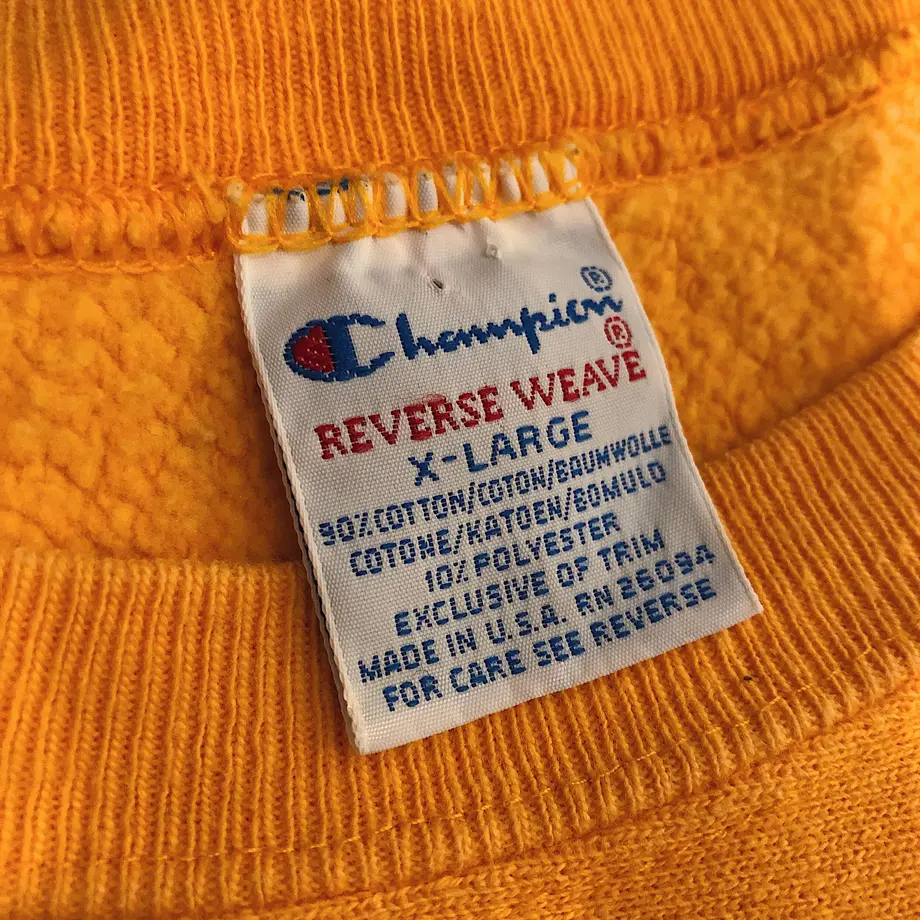 Champion®
REVERSE WEAVE®
X-LARGE
90% COTTON/COTON/BAUMWOLLE
COTONE/KATOEN/BOMULD
10% POLYESTER
EXCLUSIVE OF TRIM
MADE IN U.S.A. RN 26094
FOR CARE SEE REVERSE